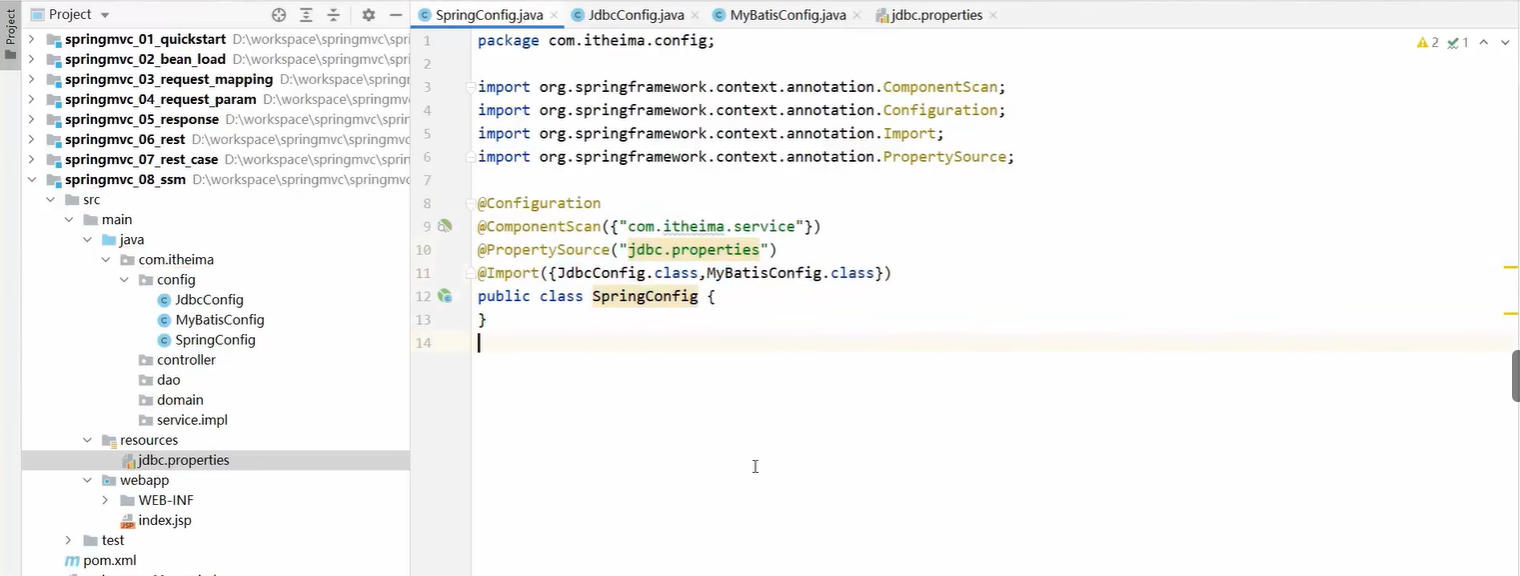 Project
Project
springmvc_01_quickstart D:\workspace\springmvc\spri
springmvc_02_bean_load D:\workspace\springmvc\spr
springmvc_03_request_mapping D:\workspace\spring
springmvc_04_request_param D:\workspace\springmv
springmvc_05_response D:\workspace\springmvc\sprin
springmvc_06_rest D:\workspace\springmvc\springmvc
springmvc_07_rest_case D:\workspace\springmvc\sprin
springmvc_08_ssm D:\workspace\springmvc\springmvc
src
main
java
com.itheima
config
JdbcConfig
MyBatisConfig
SpringConfig
controller
dao
domain
service.impl
resources
jdbc.properties
webapp
WEB-INF
index.jsp
test
pom.xml
SpringConfig.java
JdbcConfig.java
MyBatisConfig.java
jdbc.properties
2 1
1 package com.itheima.config;
2
3 import org.springframework.context.annotation.ComponentScan;
4 import org.springframework.context.annotation.Configuration;
5 import org.springframework.context.annotation.Import;
6 import org.springframework.context.annotation.PropertySource;
7
8 @Configuration
9 @ComponentScan({"com.itheima.service"})
10 @PropertySource("jdbc.properties")
11 @Import({JdbcConfig.class,MyBatisConfig.class})
12 public class SpringConfig {
13 }
14